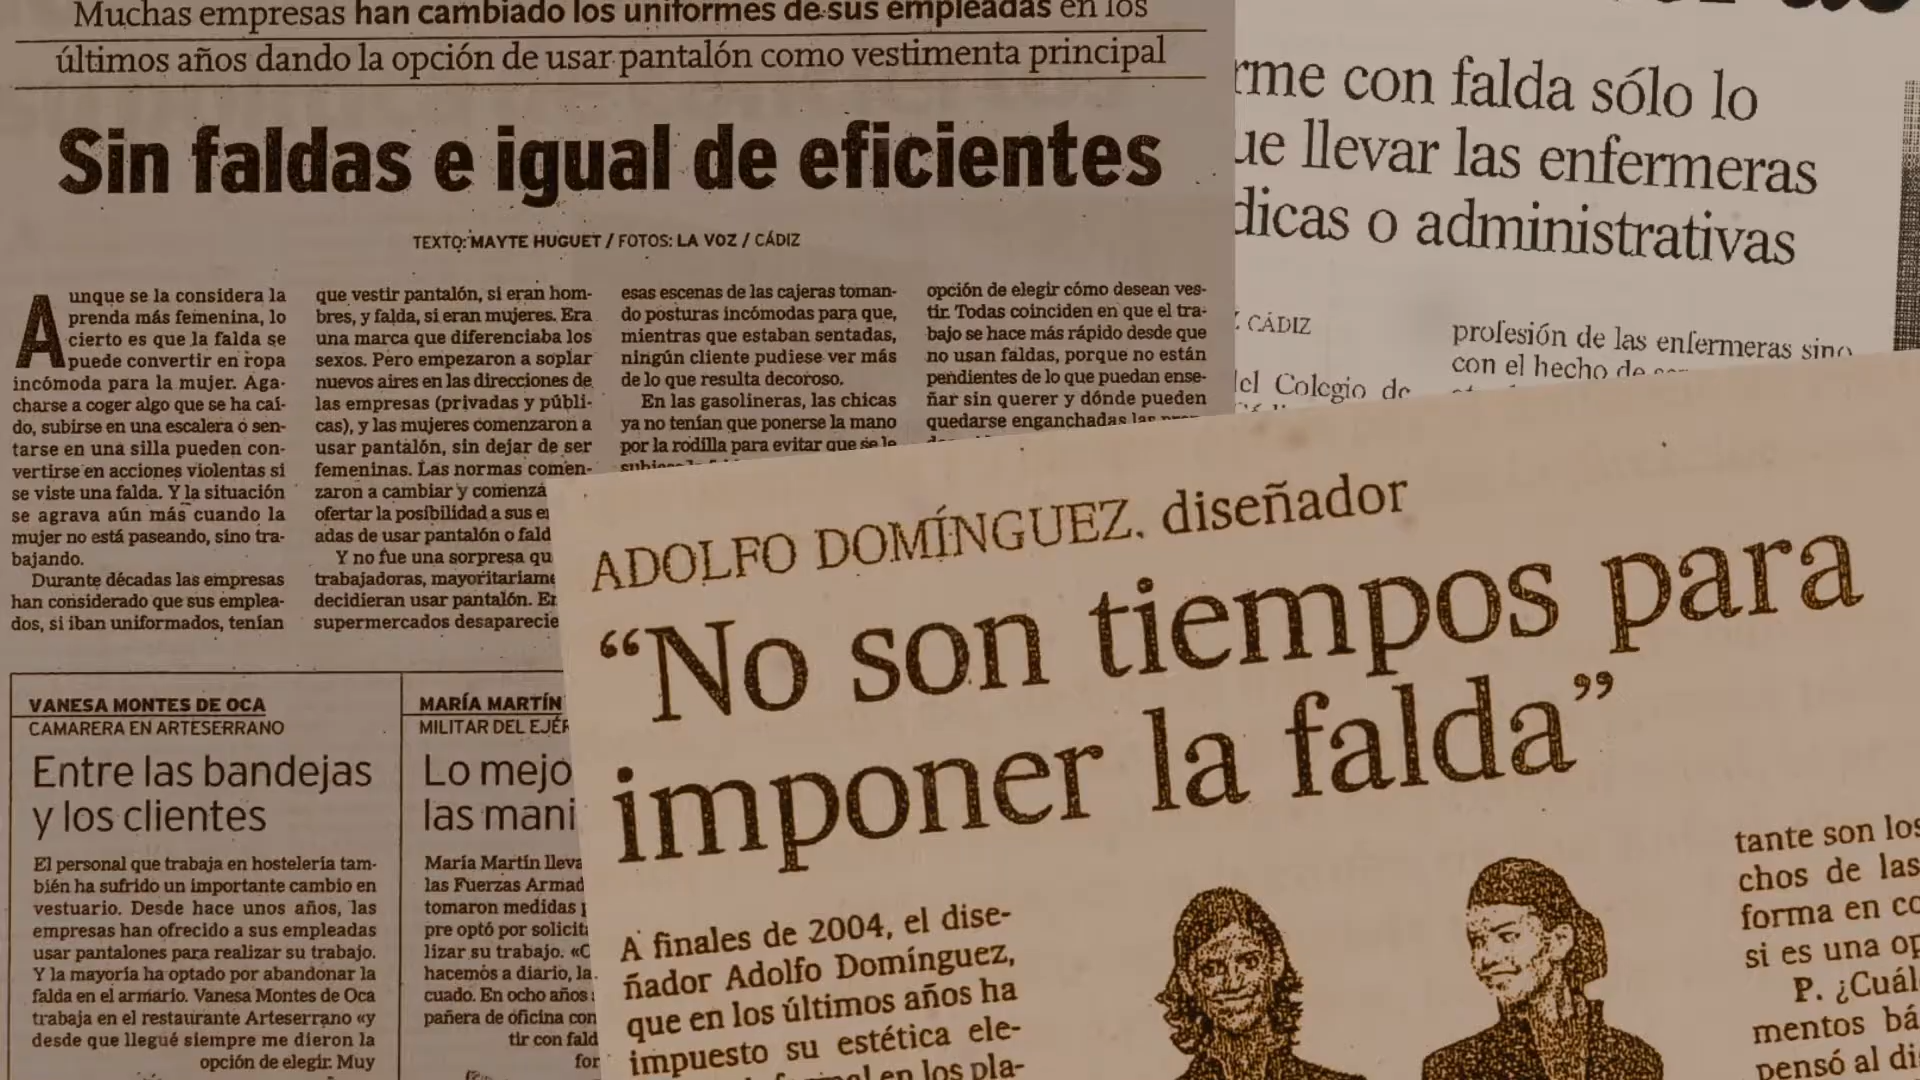 Muchas empresas han cambiado los uniformes de sus empleadas en los
últimos años dando la opción de usar pantalón como vestimenta principal
Sin faldas e igual de eficientes
TEXTO: MAYTE HUGUET / FOTOS: LA VOZ / CÁDIZ
Aunque se la considera la
prenda más femenina, lo
cierto es que la falda se
puede convertir en ropa
incómoda para la mujer. Aga-
charse a coger algo que se ha caí-
do, subirse en una escalera o sen-
tarse en una silla pueden con-
vertirse en acciones violentas si
se viste una falda. Y la situación
se agrava aún más cuando la
mujer no está paseando, sino tra-
bajando.
Durante décadas las empresas
han considerado que sus emplea-
dos, si iban uniformados, tenían
que vestir pantalón, si eran hom-
bres, y falda, si eran mujeres. Era
una marca que diferenciaba los
sexos. Pero empezaron a soplar
nuevos aires en las direcciones de
las empresas (privadas y públi-
cas), y las mujeres comenzaron a
usar pantalón, sin dejar de ser
femeninas. Las normas comen-
zaron a cambiar y comenza
ofertar la posibilidad a sus e
adas de usar pantalón o fald
Y no fue una sorpresa qu
trabajadoras, mayoritariame
decidieran usar pantalón. En
supermercados desaparecie
esas escenas de las cajeras toman-
do posturas incómodas para que,
mientras que estaban sentadas,
ningún cliente pudiese ver más
de lo que resulta decoroso.
En las gasolineras, las chicas
ya no tenían que ponerse la mano
por la rodilla para evitar que se le
opción de elegir cómo desean ves-
tir. Todas coinciden en que el tra-
bajo se hace más rápido desde que
no usan faldas, porque no están
pendientes de lo que puedan ense-
ñar sin querer y dónde pueden
quedarse enganchadas las
rme con falda sólo lo
ue llevar las enfermeras
dicas o administrativas
CÁDIZ
el Colegio de
profesión de las enfermeras sino
con el hecho de
VANESA MONTES DE OCA
CAMARERA EN ARTESERRANO
Entre las bandejas
y los clientes
El personal que trabaja en hostelería tam-
bién ha sufrido un importante cambio en
vestuario. Desde hace unos años, las
empresas han ofrecido a sus empleadas
usar pantalones para realizar su trabajo.
Y la mayoría ha optado por abandonar la
falda en el armario. Vanesa Montes de Oca
trabaja en el restaurante Arteserrano «y
desde que llegué siempre me dieron la
opción de elegir. Muy
MARÍA MARTÍN
MILITAR DEL EJÉR
Lo mejo
las mani
María Martín lleva
las Fuerzas Armad
tomaron medidas p
pre optó por solicita
lizar su trabajo. «C
hacemos a diario, la
cuado. En ocho años
pañera de oficina con
tir con fald
for
ADOLFO DOMÍNGUEZ, diseñador
“No son tiempos para
imponer la falda”
A finales de 2004, el dise-
ñador Adolfo Domínguez,
que en los últimos años ha
impuesto su estética ele-
en los pla-
tante son los
chos de las
forma en co
si es una op
P. ¿Cuál
mentos bá
pensó al di